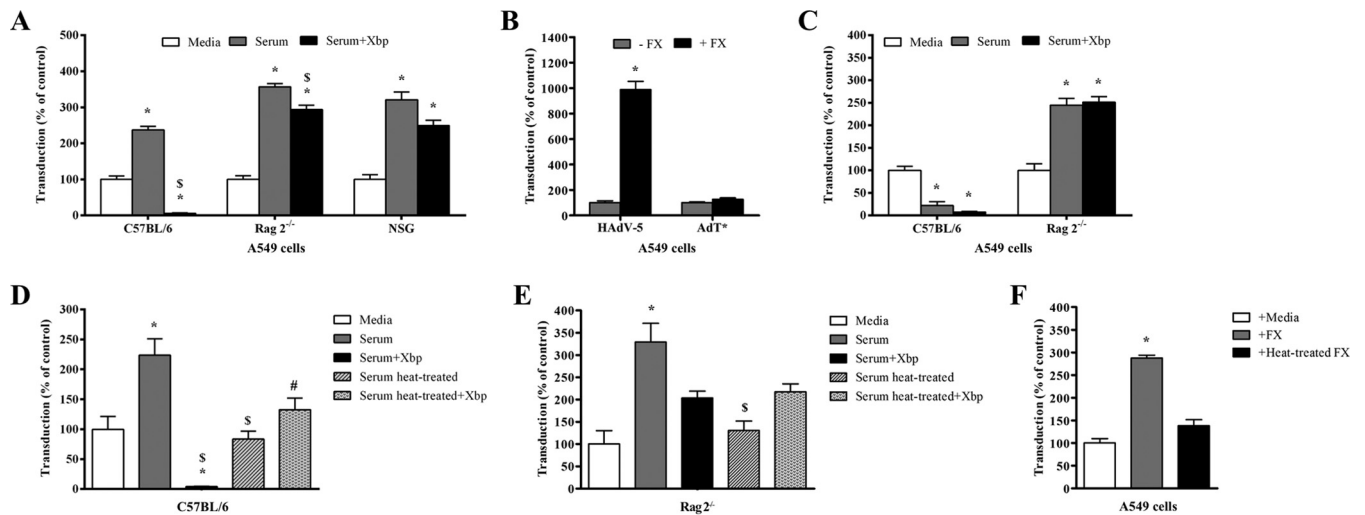 A
Media Serum Serum+Xbp
Transduction (% of control)
500
400
300
200
100
0
* $ * * $ * * *
C57BL/6 Rag 2-/- NSG
A549 cells
B
- FX + FX
Transduction (% of control)
1400
1200
1000
800
600
400
200
0
*
HAdV-5 AdT*
A549 cells
C
Media Serum Serum+Xbp
Transduction (% of control)
400
350
300
250
200
150
100
50
0
* * * *
C57BL/6 Rag 2-/-
A549 cells
D
Transduction (% of control)
300
250
200
150
100
50
0
* $ * $ #
C57BL/6
Media
Serum
Serum+Xbp
Serum heat-treated
Serum heat-treated+Xbp
E
Transduction (% of control)
400
350
300
250
200
150
100
50
0
* $
Rag2-/-
Media
Serum
Serum+Xbp
Serum heat-treated
Serum heat-treated+Xbp
F
Transduction (% of control)
400
350
300
250
200
150
100
50
0
*
A549 cells
+Media
+FX
+Heat-treated FX